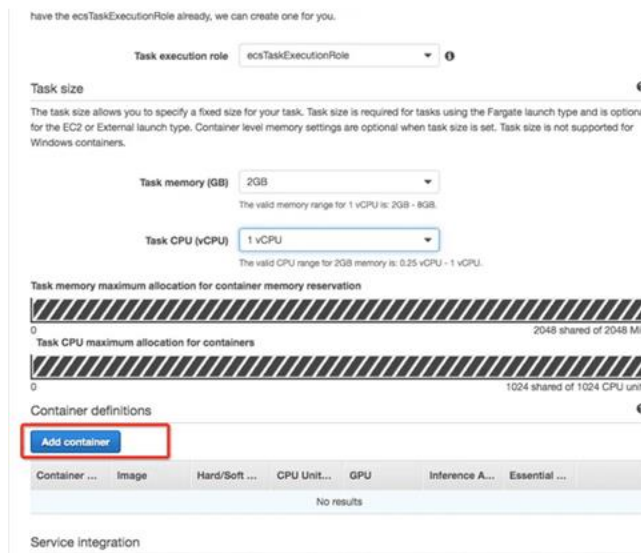 have the ecsTaskExecutionRole already, we can create one for you.
Task execution role ecsTaskExecutionRole
Task size
The task size allows you to specify a fixed size for your task. Task size is required for tasks using the Fargate launch type and is optiona
for the EC2 or External launch type. Container level memory settings are optional when task size is set. Task size is not supported for
Windows containers.
Task memory (GB) 2GB
The valid memory range for 1 vCPU is: 2GB - 8GB.
Task CPU (vCPU) 1 vCPU
The valid CPU range for 2GB memory is: 0.25 vCPU - 1 vCPU.
Task memory maximum allocation for container memory reservation
0 2048 shared of 2048 Mi
Task CPU maximum allocation for containers
0 1024 shared of 1024 CPU unit
Container definitions
Add container
Container ... Image Hard/Soft ... CPU Unit... GPU Inference A... Essential ...
No results
Service integration